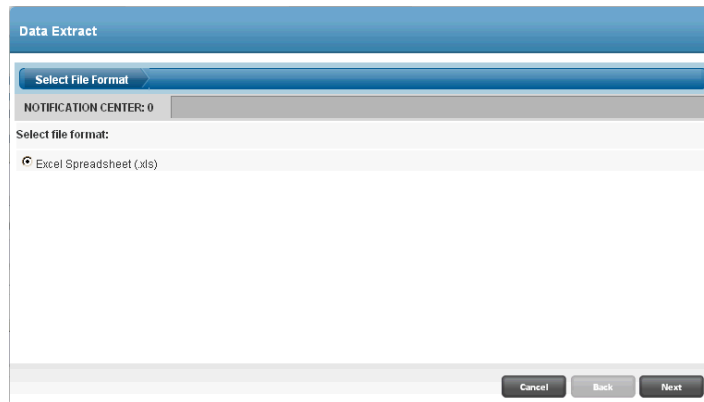 Data Extract
Select File Format
NOTIFICATION CENTER: 0
Select file format:
Excel Spreadsheet (.xls)
Cancel Back Next